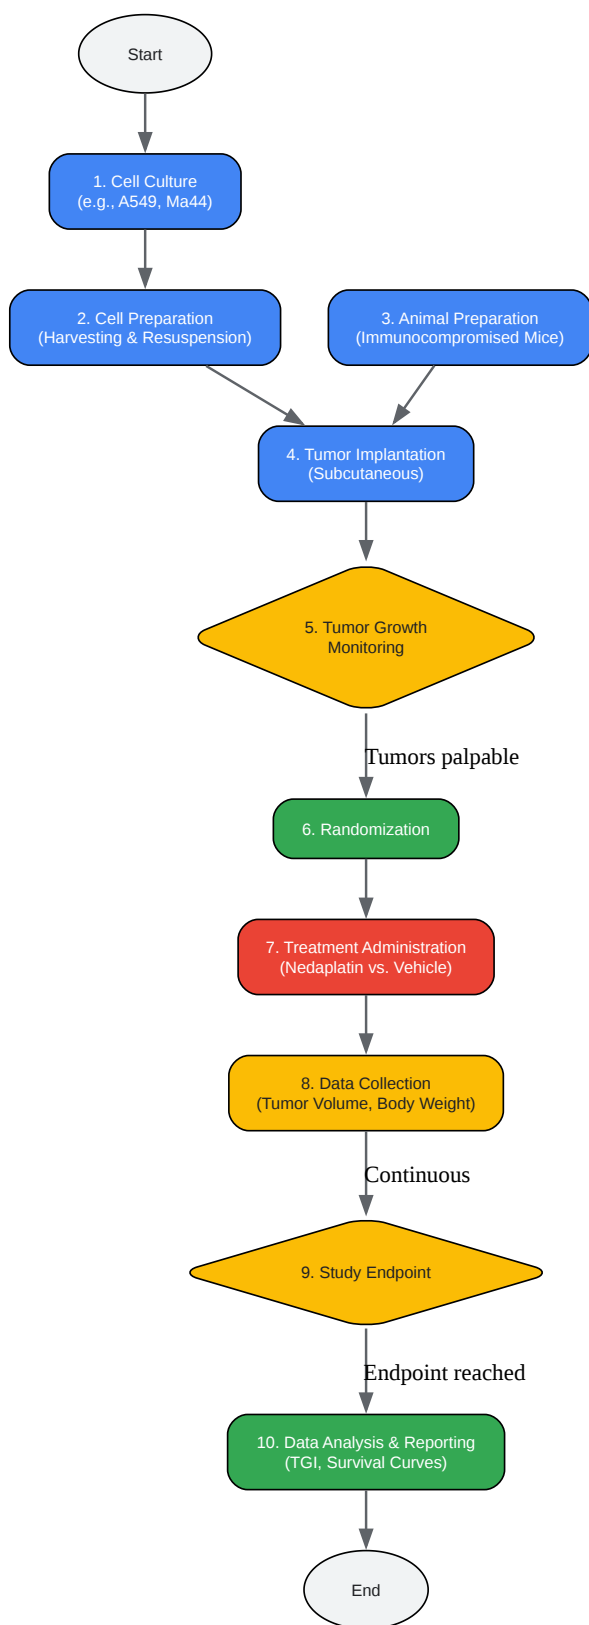 Start
1. Cell Culture
(e.g., A549, Ma44)
2. Cell Preparation
(Harvesting & Resuspension)
3. Animal Preparation
(Immunocompromised Mice)
4. Tumor Implantation
(Subcutaneous)
5. Tumor Growth
Monitoring
Tumors palpable
6. Randomization
7. Treatment Administration
(Nedaplatin vs. Vehicle)
8. Data Collection
(Tumor Volume, Body Weight)
Continuous
9. Study Endpoint
Endpoint reached
10. Data Analysis & Reporting
(TGI, Survival Curves)
End